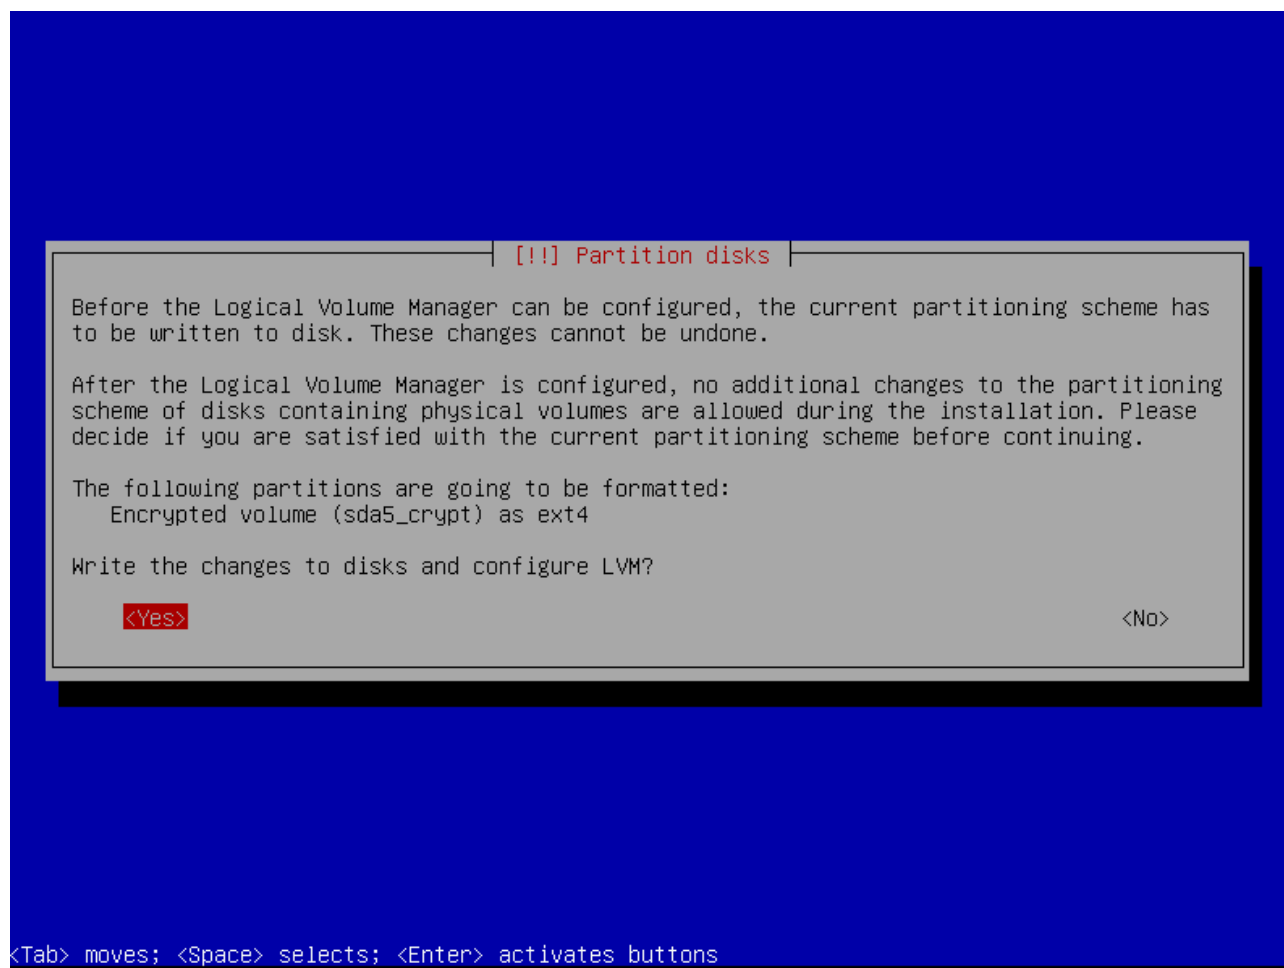 [!!] Partition disks
Before the Logical Volume Manager can be configured, the current partitioning scheme has
to be written to disk. These changes cannot be undone.
After the Logical Volume Manager is configured, no additional changes to the partitioning
scheme of disks containing physical volumes are allowed during the installation. Please
decide if you are satisfied with the current partitioning scheme before continuing.
The following partitions are going to be formatted:
Encrypted volume (sda5_crypt) as ext4
Write the changes to disks and configure LVM?
<Yes> <No>
<Tab> moves; <Space> selects; <Enter> activates buttons